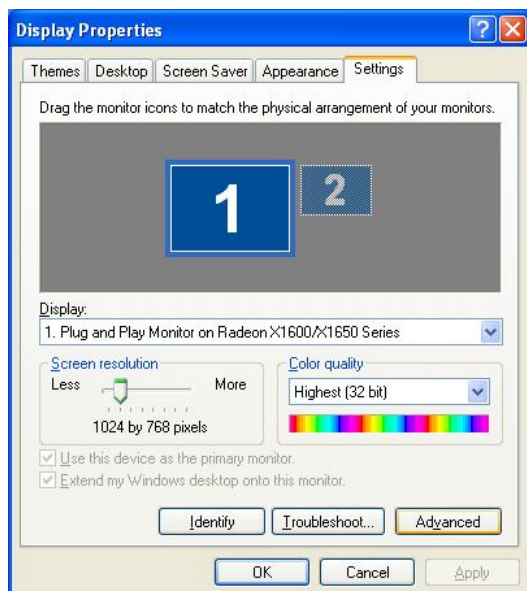 Display Properties
Themes Desktop Screen Saver Appearance Settings
Drag the monitor icons to match the physical arrangement of your monitors.
1 2
Display:
1. Plug and Play Monitor on Radeon X1600/X1650 Series
Screen resolution Color quality
Less More Highest (32 bit)
1024 by 768 pixels
Use this device as the primary monitor.
Extend my Windows desktop onto this monitor.
Identify Troubleshoot... Advanced
OK Cancel Apply